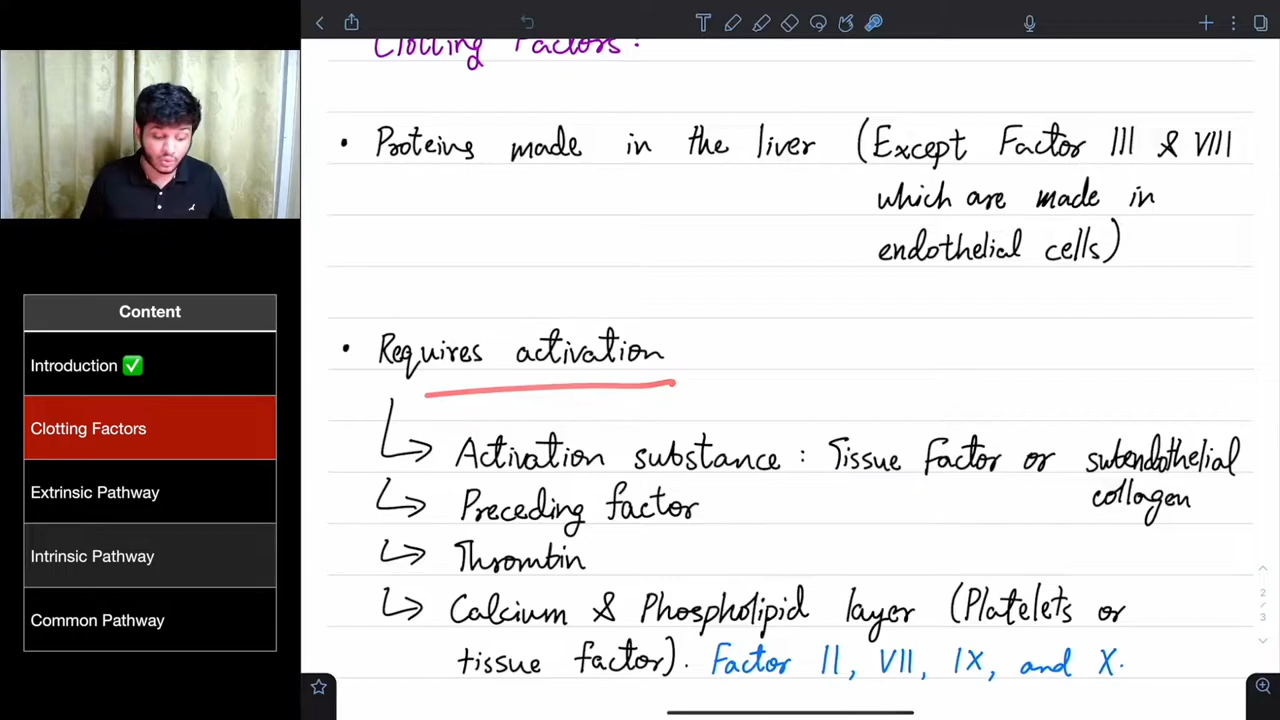 Clotting Factors:
• Proteins made in the liver (Except Factor III & VIII
which are made in
endothelial cells)
• Requires activation
Activation substance: Tissue Factor or subendothelial
collagen
Preceding factor
Thrombin
Calcium & Phospholipid layer (Platelets or
tissue factor). Factor II, VII, IX, and X.
Content
Introduction ✅
Clotting Factors
Extrinsic Pathway
Intrinsic Pathway
Common Pathway
2
/
3